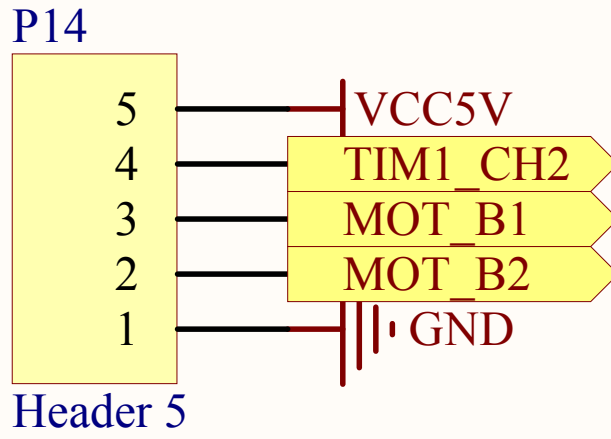 P14
5 VCC5V
4 TIM1_CH2
3 MOT_B1
2 MOT_B2
1 GND
Header 5